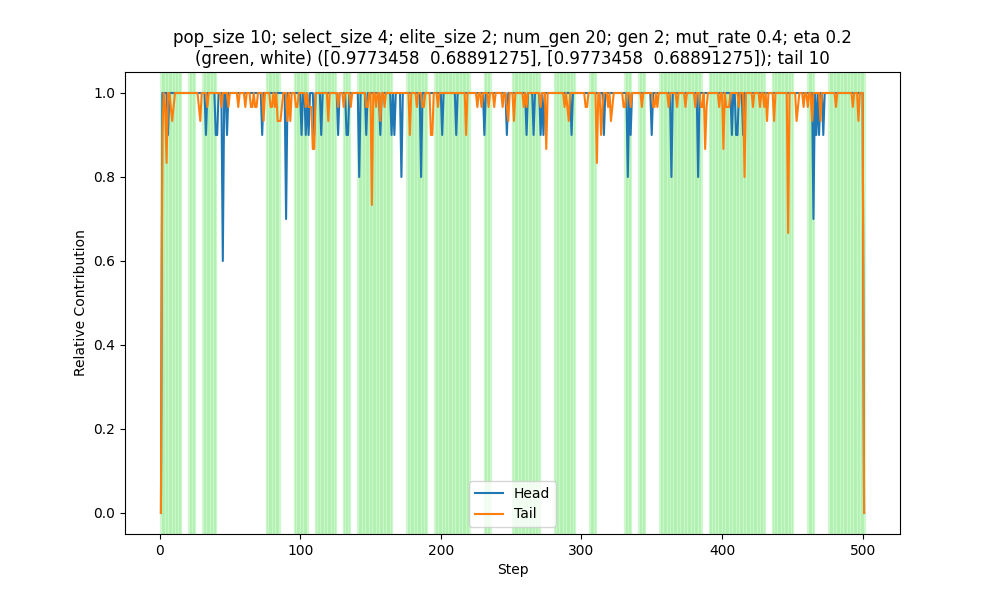 pop_size 10; select_size 4; elite_size 2; num_gen 20; gen 2; mut_rate 0.4; eta 0.2
(green, white) ([0.9773458  0.68891275], [0.9773458  0.68891275]); tail 10
1.0
0.8
0.6
0.4
0.2
0.0
Relative Contribution
Head
Tail
0
100
200
300
400
500
Step